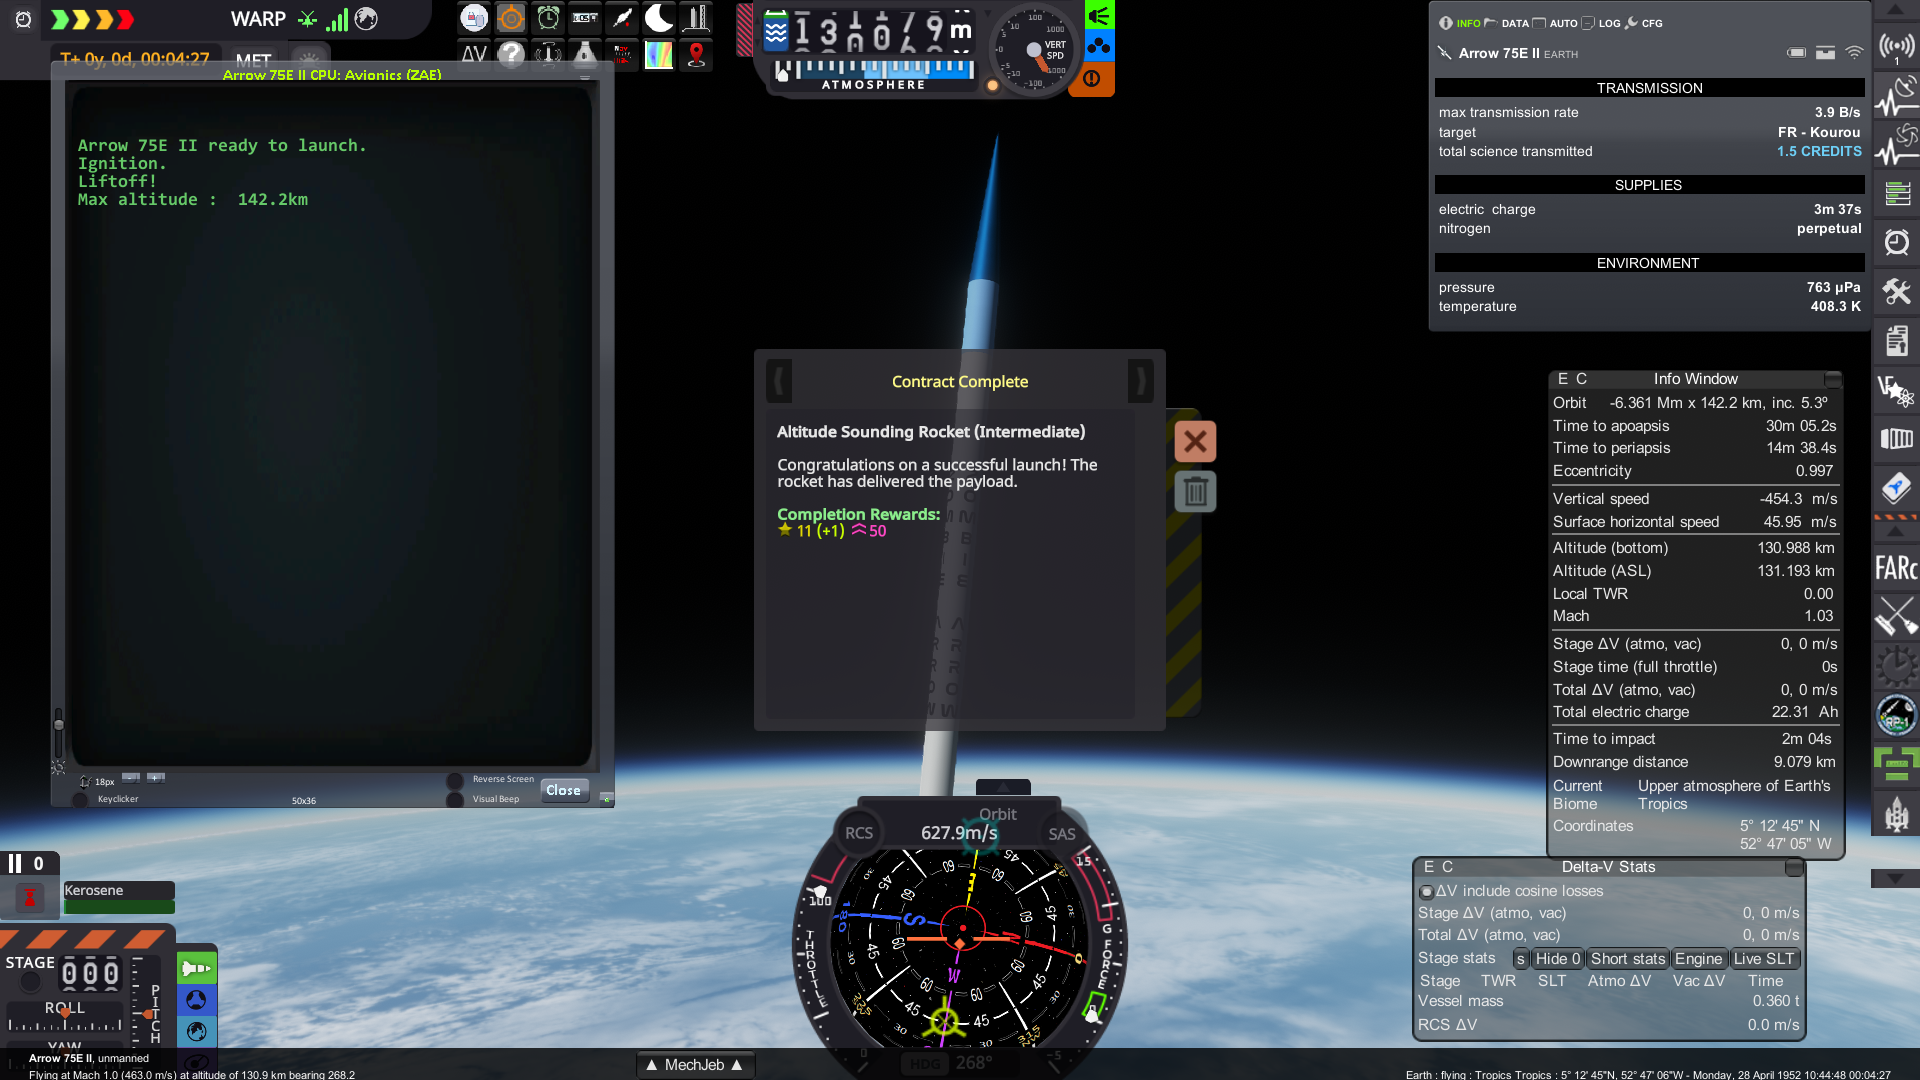 WARP
T+ 0y, 0d, 00:04:27 MET
ΔV
ATMOSPHERE
VERT SPD
m
Arrow 75E II CPU: Avionics (ZAE)
Arrow 75E II ready to launch.
Ignition.
Liftoff!
Max altitude :  142.2km
18px
Keyclicker
50x36
Reverse Screen
Visual Beep
Close
INFO DATA AUTO LOG CFG
Arrow 75E II EARTH
TRANSMISSION
max transmission rate 3.9 B/s
target FR - Kourou
total science transmitted 1.5 CREDITS
SUPPLIES
electric charge 3m 37s
nitrogen perpetual
ENVIRONMENT
pressure 763 µPa
temperature 408.3 K
Contract Complete
Altitude Sounding Rocket (Intermediate)
Congratulations on a successful launch! The
rocket has delivered the payload.
Completion Rewards:
11 (+1) 50
E C Info Window
Orbit -6.361 Mm x 142.2 km, inc. 5.3º
Time to apoapsis 30m 05.2s
Time to periapsis 14m 38.4s
Eccentricity 0.997
Vertical speed -454.3 m/s
Surface horizontal speed 45.95 m/s
Altitude (bottom) 130.988 km
Altitude (ASL) 131.193 km
Local TWR 0.00
Mach 1.03
Stage ΔV (atmo, vac) 0, 0 m/s
Stage time (full throttle) 0s
Total ΔV (atmo, vac) 0, 0 m/s
Total electric charge 22.31 Ah
Time to impact 2m 04s
Downrange distance 9.079 km
Current Biome Upper atmosphere of Earth's Tropics
Coordinates 5° 12' 45" N
52° 47' 05" W
E C Delta-V Stats
ΔV include cosine losses
Stage ΔV (atmo, vac) 0, 0 m/s
Total ΔV (atmo, vac) 0, 0 m/s
Stage stats s Hide 0 Short stats Engine Live SLT
Stage TWR SLT Atmo ΔV Vac ΔV Time
Vessel mass 0.360 t
RCS ΔV 0.0 m/s
FARc
RP-1
1
Orbit
RCS 627.9m/s SAS
THROTTLE
G FORCE
HDG 268°
0
Kerosene
STAGE 000
ROLL
PITCH
YAW
Arrow 75E II, unmanned
Flying at Mach 1.0 (463.0 m/s) at altitude of 130.9 km bearing 268.2
▲ MechJeb ▲
Earth : flying : Tropics Tropics : 5° 12' 45"N, 52° 47' 06"W - Monday, 28 April 1952 10:44:48 00:04:27